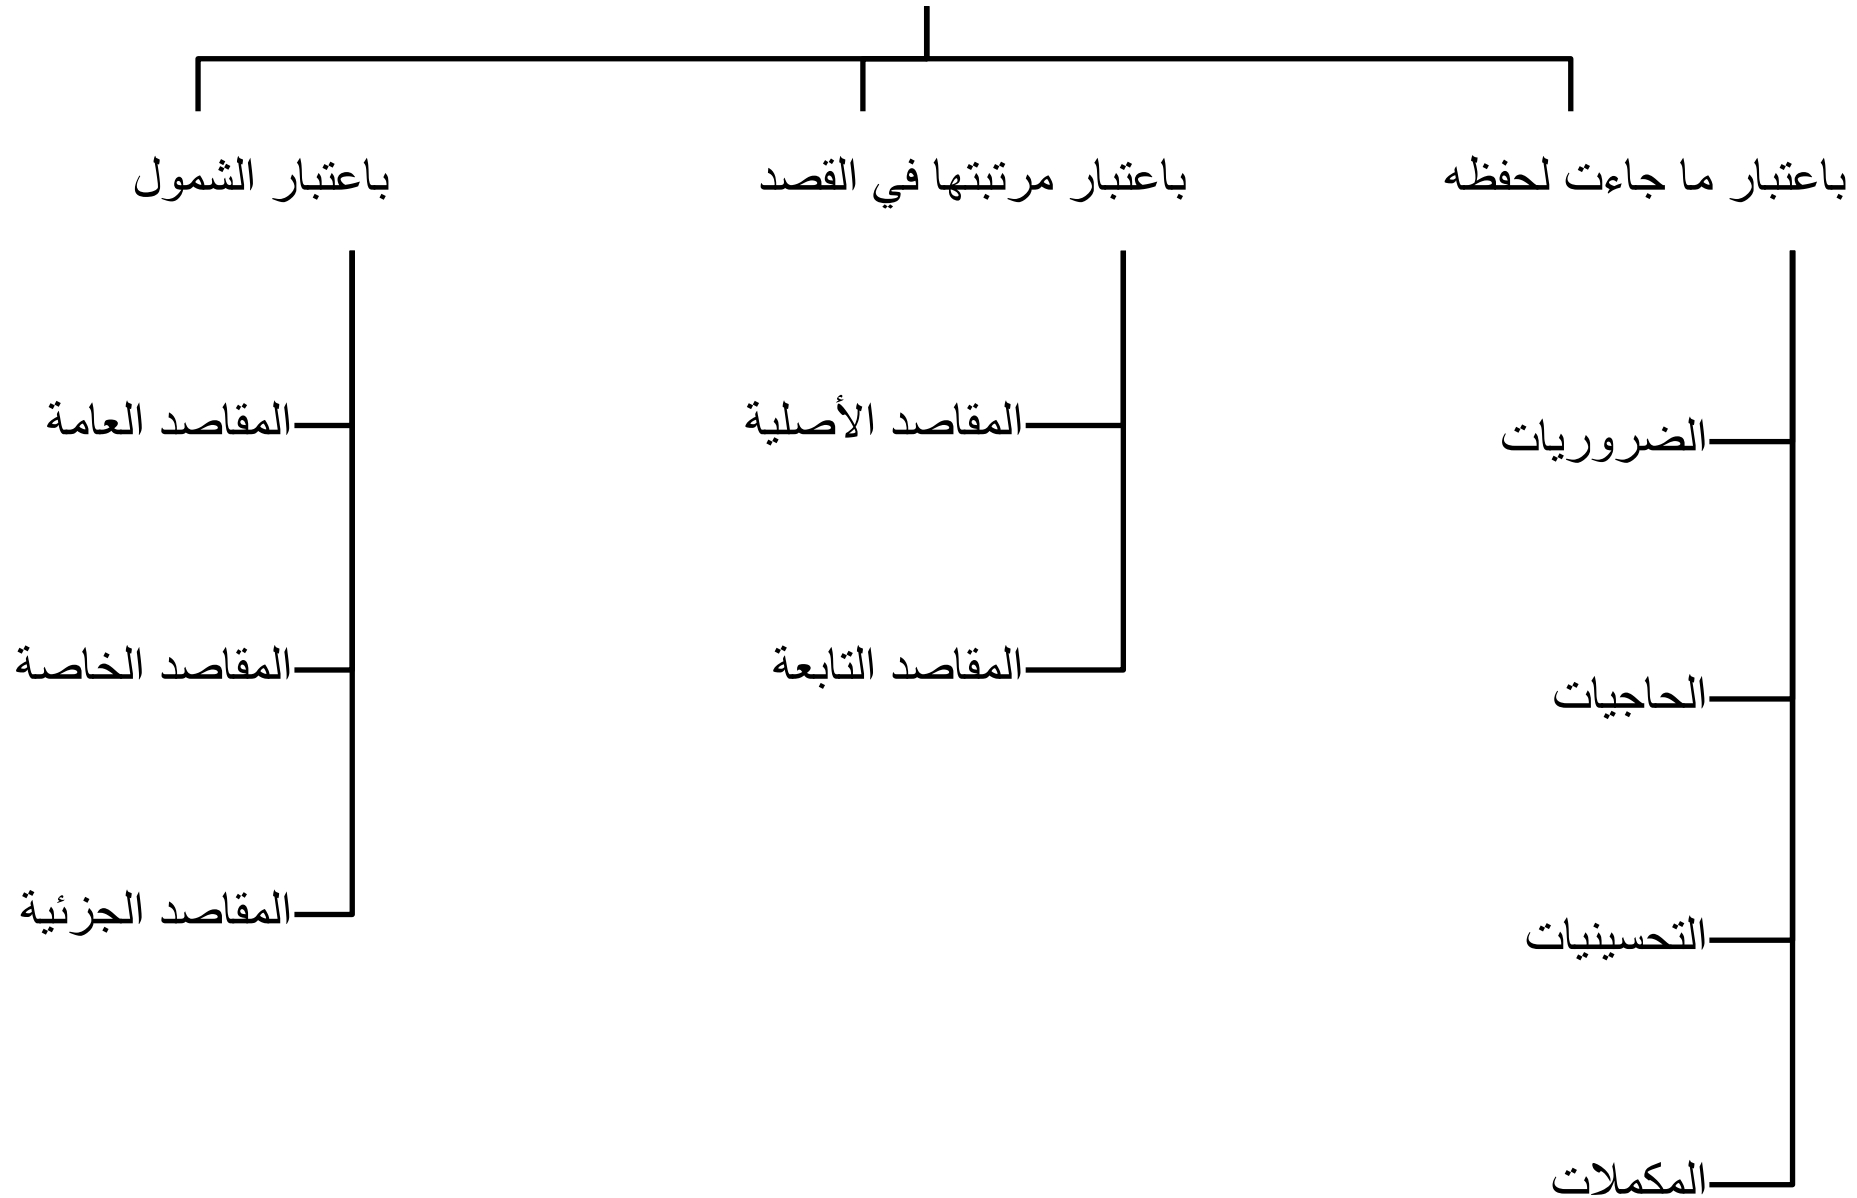 باعتبار ما جاءت لحفظه
الضروريات
الحاجيات
التحسينيات
المكملات
باعتبار مرتبتها في القصد
المقاصد الأصلية
المقاصد التابعة
باعتبار الشمول
المقاصد العامة
المقاصد الخاصة
المقاصد الجزئية